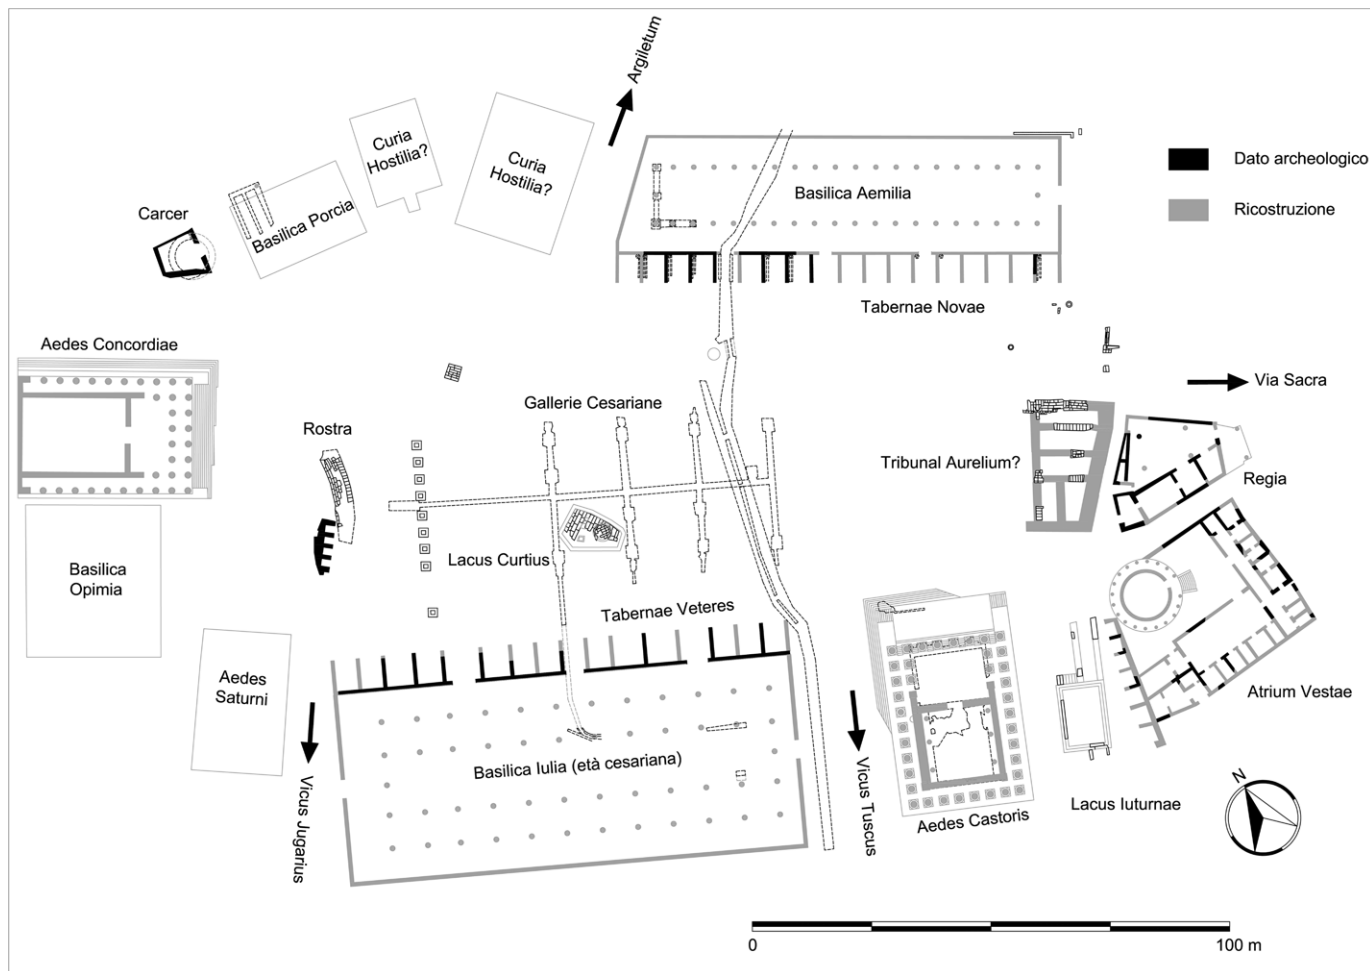 Argiletum
Curia
Hostilia?
Curia
Hostilia?
Basilica Aemilia
Dato archeologico
Ricostruzione
Carcer
Basilica Porcia
Tabernae Novae
Aedes Concordiae
Via Sacra
Gallerie Cesariane
Rostra
Tribunal Aurelium?
Regia
Lacus Curtius
Basilica
Opimia
Tabernae Veteres
Aedes
Saturni
Atrium Vestae
Basilica Iulia (età cesariana)
Vicus Jugarius
Vicus Tuscus
Aedes Castoris
Lacus Iuturnae
N
0
100 m